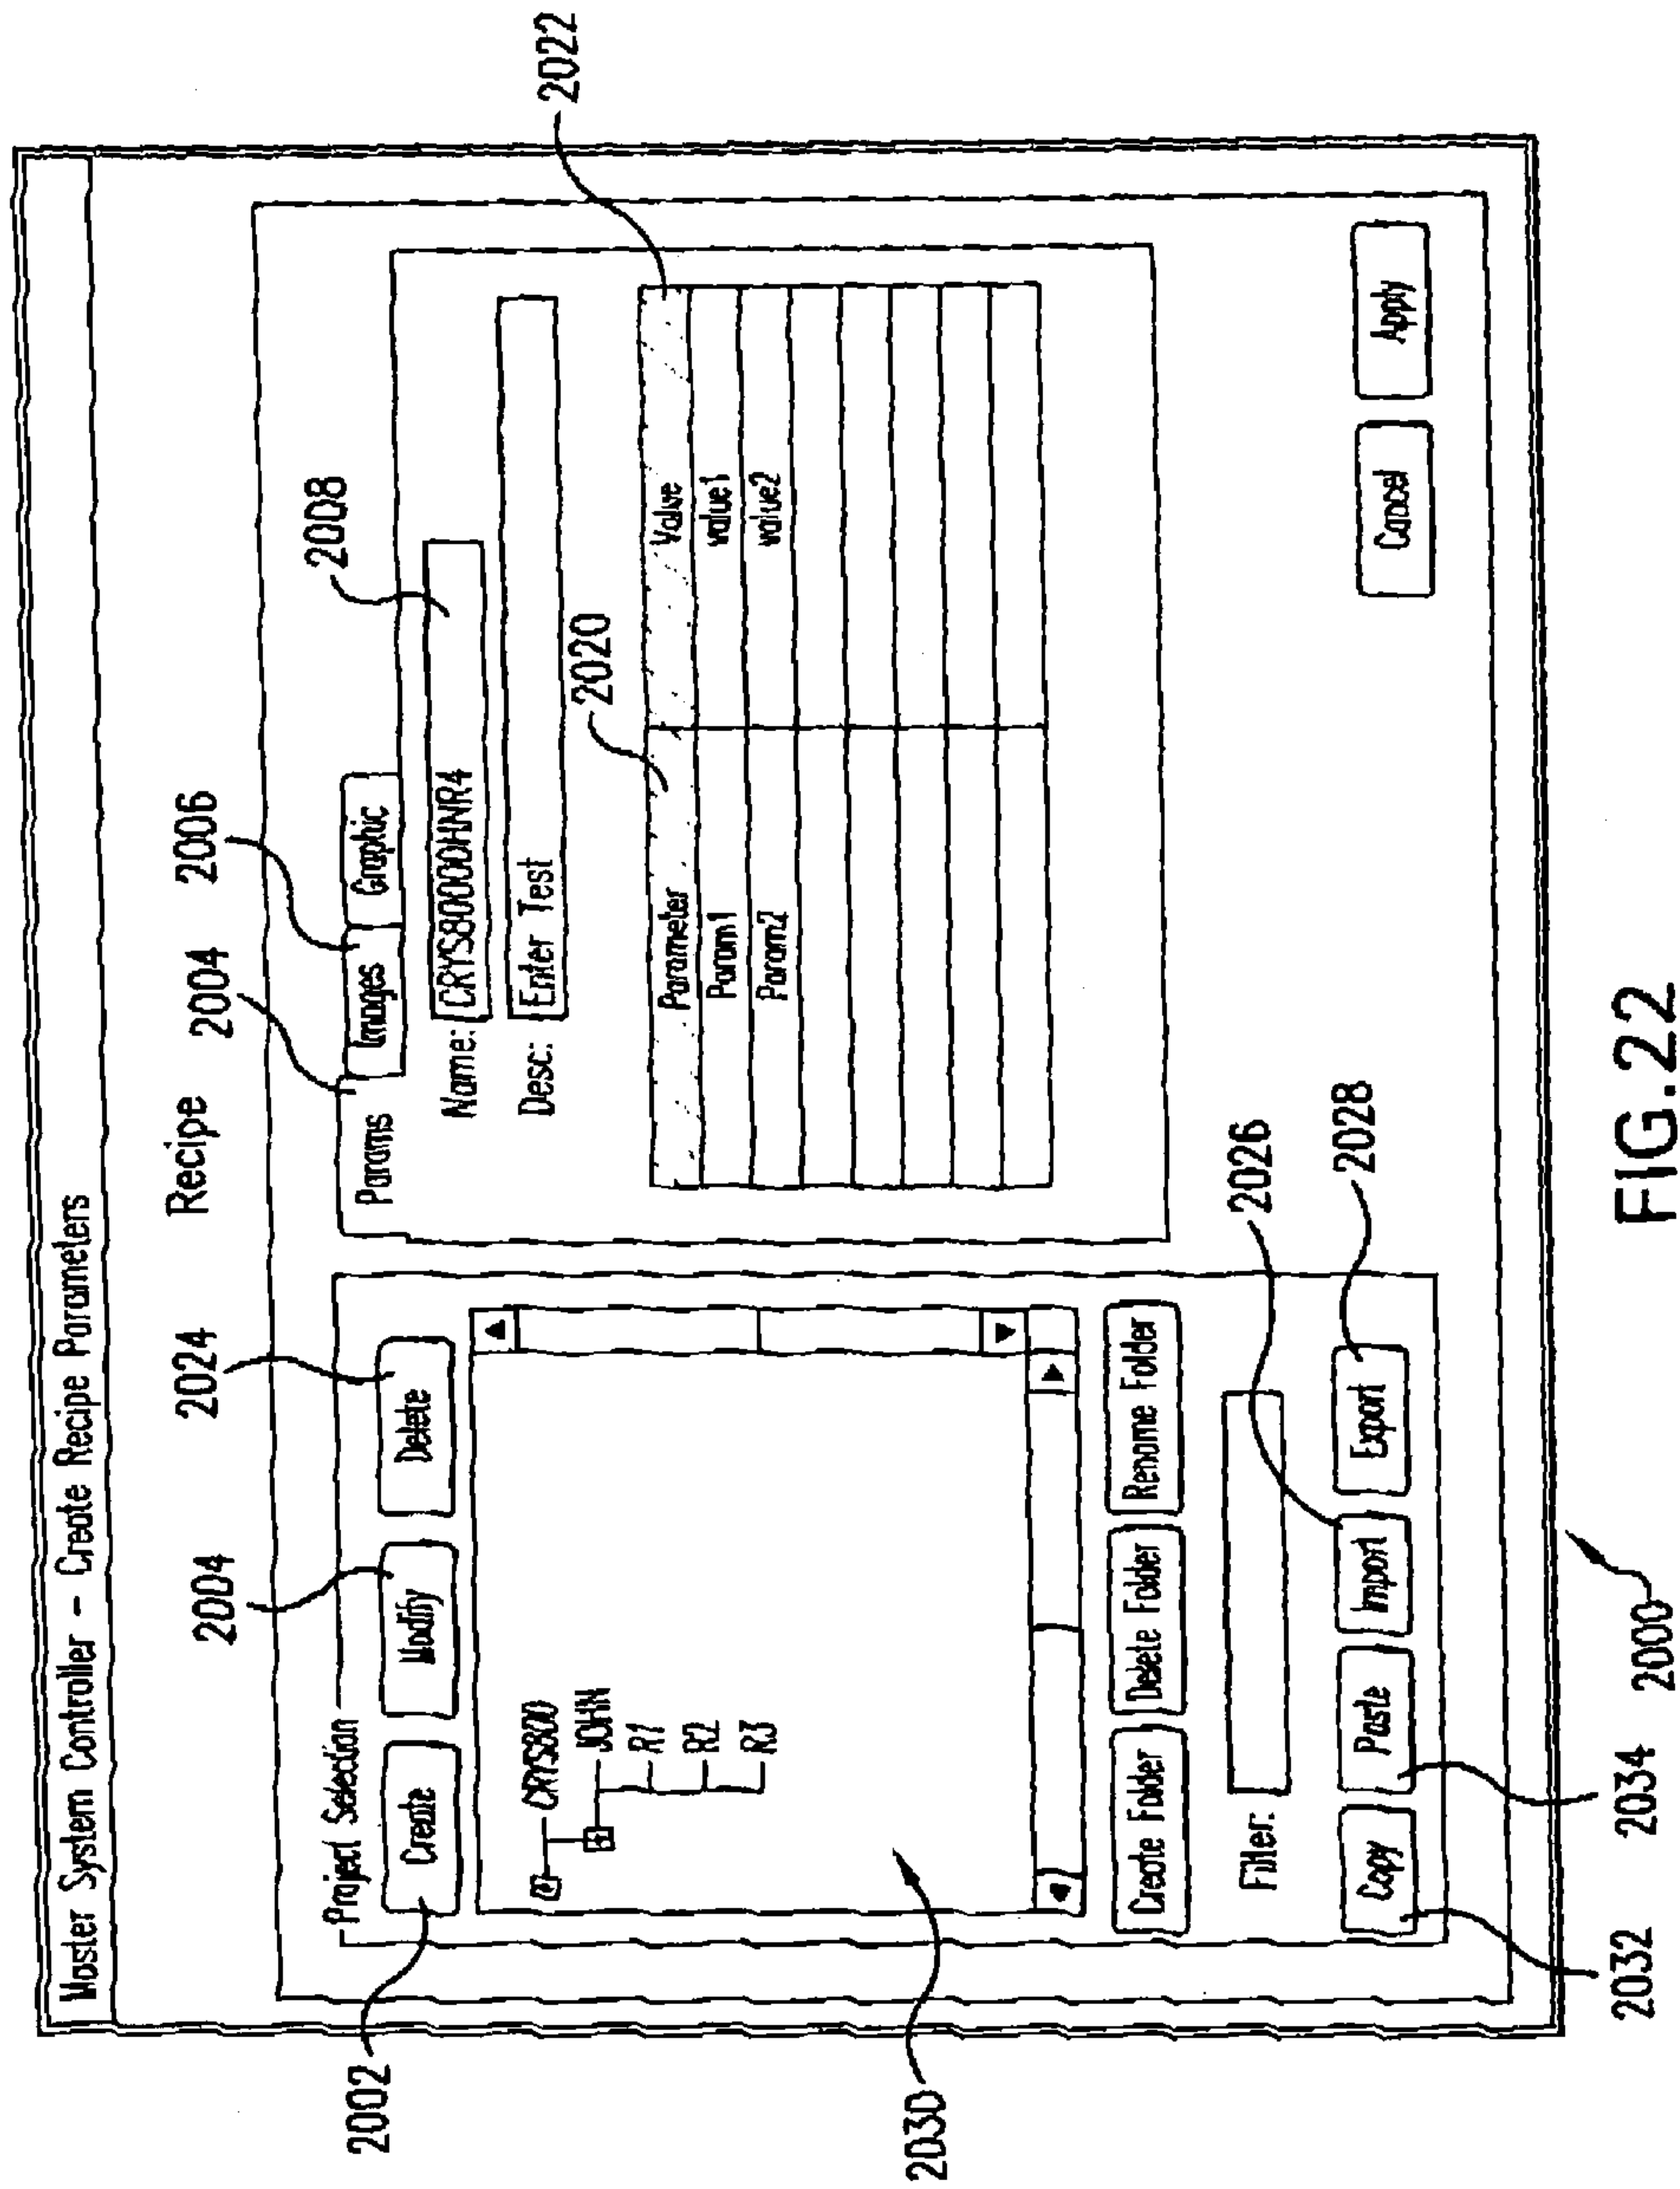 Master System Controller - Create Recipe Parameters
Recipe
Project Selection
2002
2004
2024
Create
Modify
Delete
CRYS800
JOHN
R1
R2
R3
2030
Create Folder
Delete Folder
Rename Folder
Filter:
2026
2028
Copy
Paste
Import
Export
2032
2034
2004
2006
Params
Images
Graphic
2008
Name:
Desc:
Enter Test
2020
2022
Parameter
Value
Param1
value1
Param2
value2
Cancel
Apply
2000
FIG.22